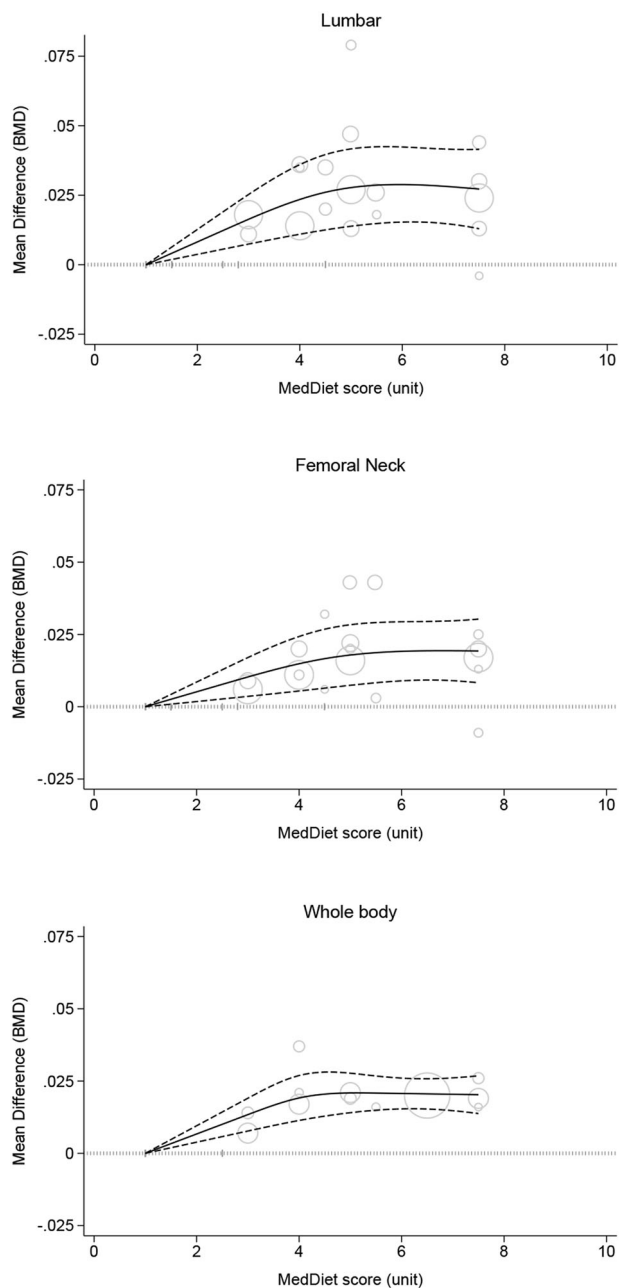 Lumbar
.075
.05
.025
0
-.025
Mean Difference (BMD)
0 2 4 6 8 10
MedDiet score (unit)
Femoral Neck
.075
.05
.025
0
-.025
Mean Difference (BMD)
0 2 4 6 8 10
MedDiet score (unit)
Whole body
.075
.05
.025
0
-.025
Mean Difference (BMD)
0 2 4 6 8 10
MedDiet score (unit)